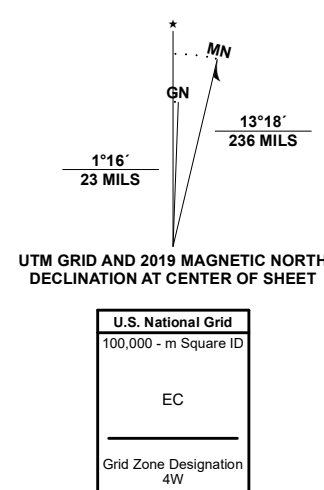 ★
MN
GN
13°18´
236 MILS
1°16´
23 MILS
UTM GRID AND 2019 MAGNETIC NORTH
DECLINATION AT CENTER OF SHEET
U.S. National Grid
100,000 - m Square ID
EC
Grid Zone Designation
4W